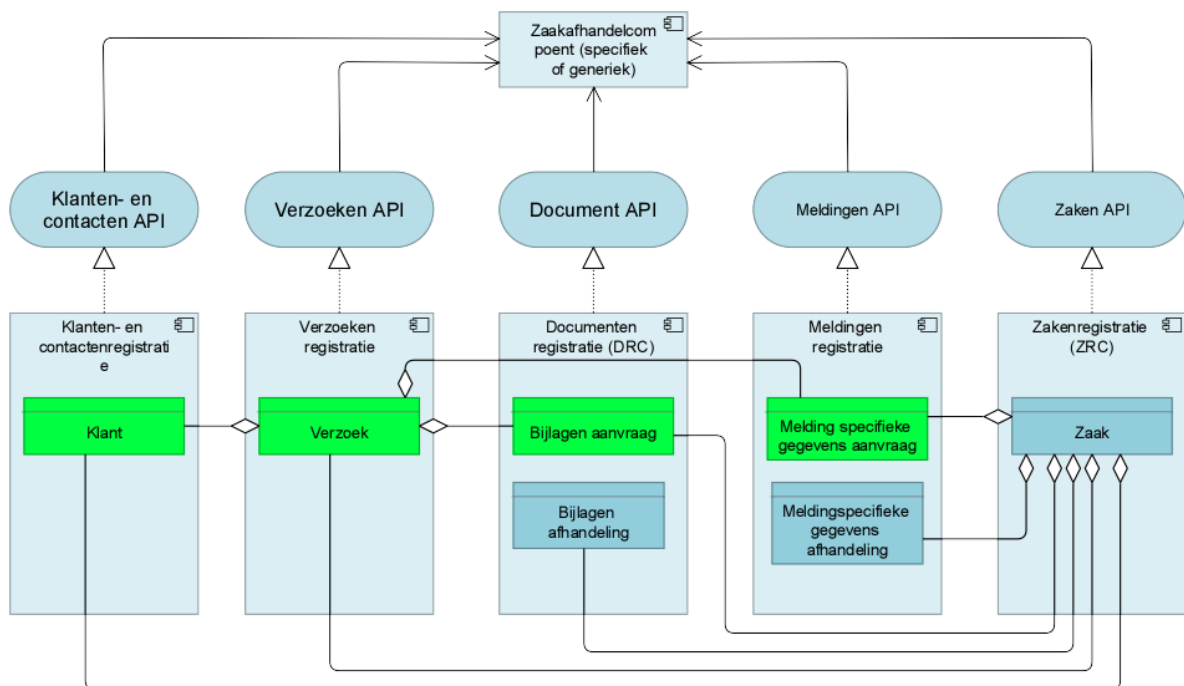 Zaakafhandelcom
poent (specifiek
of generiek)
Klanten- en
contacten API
Verzoeken API
Document API
Meldingen API
Zaken API
Klanten- en
contactenregistrati
e
Verzoeken
registratie
Documenten
registratie (DRC)
Meldingen
registratie
Zakenregistratie
(ZRC)
Klant
Verzoek
Bijlagen aanvraag
Melding specifieke
gegevens aanvraag
Zaak
Bijlagen
afhandeling
Meldingspecifieke
gegevens
afhandeling